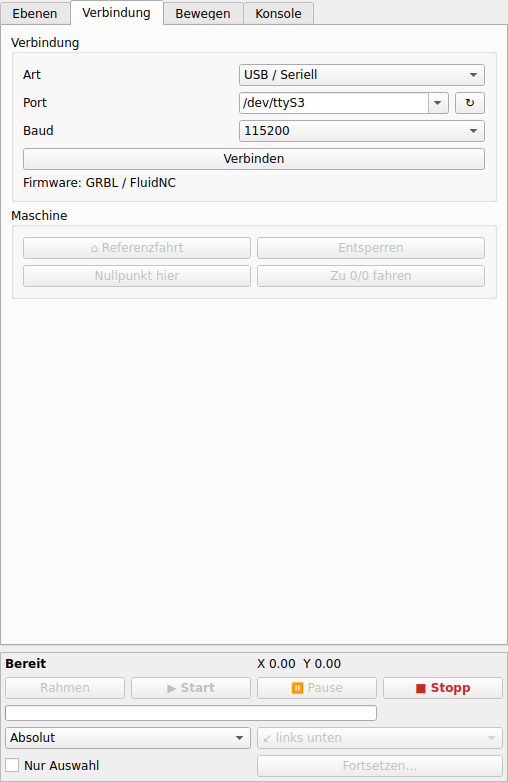 Ebenen Verbindung Bewegen Konsole
Verbindung
Art USB / Seriell
Port /dev/ttyS3 ↻
Baud 115200
Verbinden
Firmware: GRBL / FluidNC
Maschine
⌂ Referenzfahrt Entsperren
Nullpunkt hier Zu 0/0 fahren
Bereit X 0.00 Y 0.00
Rahmen ▶ Start ⏸ Pause ■ Stopp
Absolut ↙ links unten
Nur Auswahl Fortsetzen...